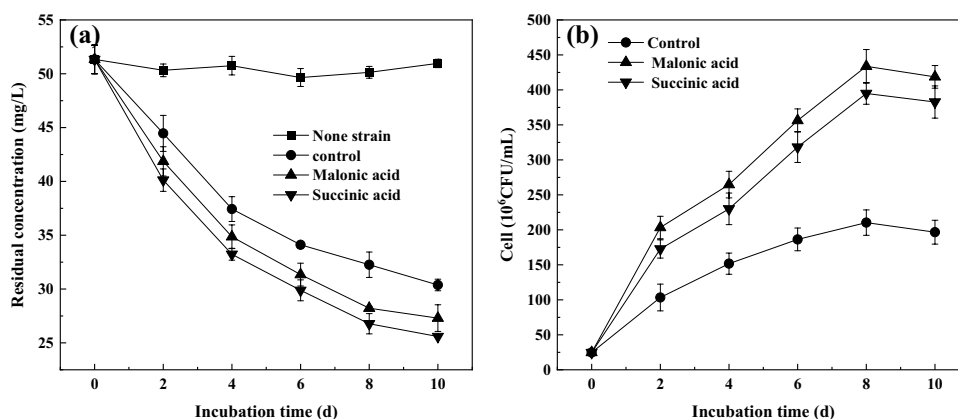 (a)
Residual concentration (mg/L)
50
45
40
35
30
25
None strain
control
Malonic acid
Succinic acid
0 2 4 6 8 10
Incubation time (d)
(b)
Cell (10⁶CFU/mL)
500
450
400
350
300
250
200
150
100
50
0
Control
Malonic acid
Succinic acid
0 2 4 6 8 10
Incubation time (d)